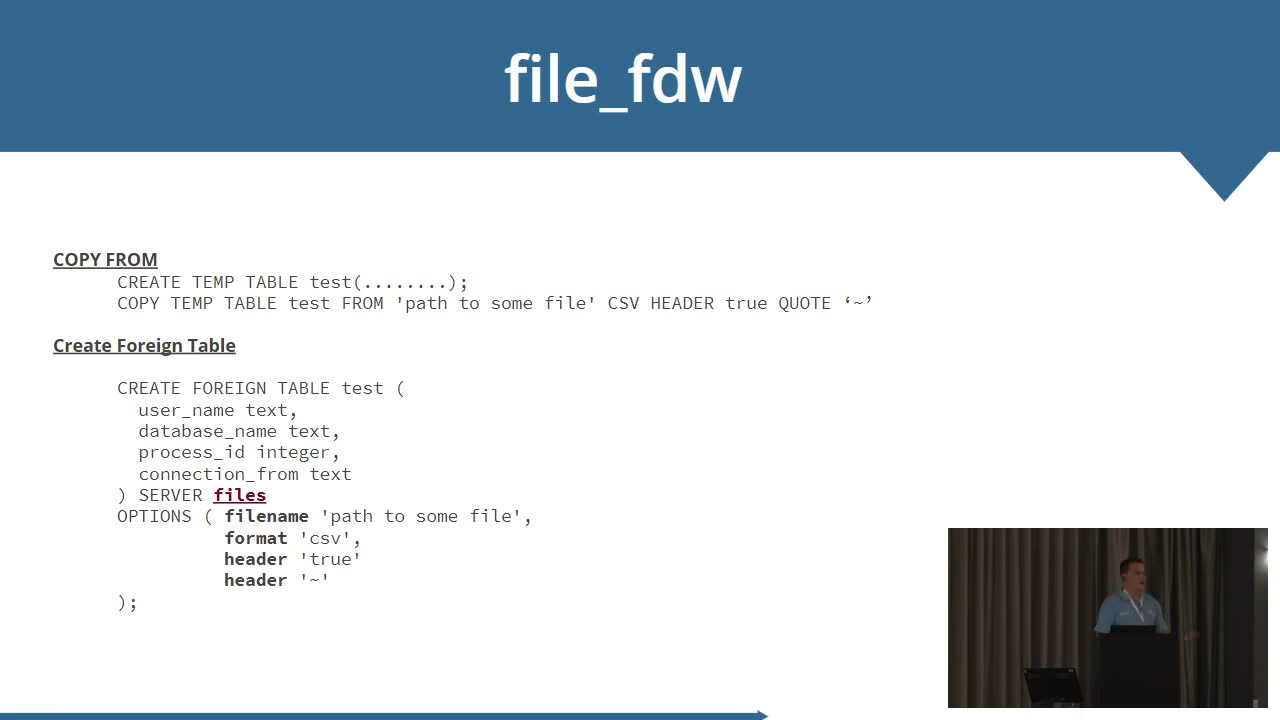 file_fdw
COPY FROM
CREATE TEMP TABLE test(........);
COPY TEMP TABLE test FROM 'path to some file' CSV HEADER true QUOTE ‘~’
Create Foreign Table
CREATE FOREIGN TABLE test (
user_name text,
database_name text,
process_id integer,
connection_from text
) SERVER files
OPTIONS ( filename 'path to some file',
format 'csv',
header 'true'
header '~'
);